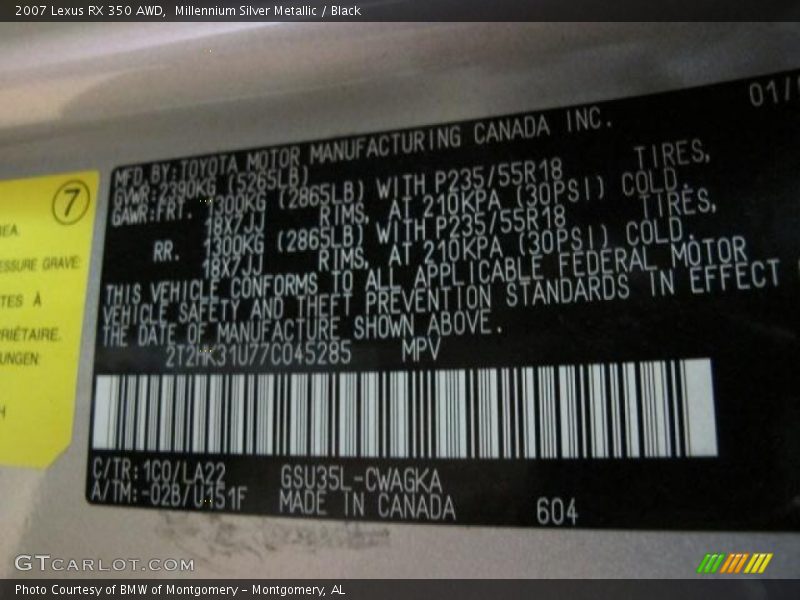 2007 Lexus RX 350 AWD, Millennium Silver Metallic / Black
01/
MFD. BY: TOYOTA MOTOR MANUFACTURING CANADA INC.
GVWR: 2390KG (5265LB)
GAWR: FRT. 1300KG (2865LB) WITH P235/55R18 TIRES,
18X7JJ RIMS, AT 210KPA (30PSI) COLD.
RR. 1300KG (2865LB) WITH P235/55R18 TIRES,
18X7JJ RIMS, AT 210KPA (30PSI) COLD.
THIS VEHICLE CONFORMS TO ALL APPLICABLE FEDERAL MOTOR
VEHICLE SAFETY AND THEFT PREVENTION STANDARDS IN EFFECT
THE DATE OF MANUFACTURE SHOWN ABOVE.
2T2HK31U77C045285 MPV
C/TR: 1C0/LA22 GSU35L-CWAGKA
A/TM: -02B/U151F MADE IN CANADA 604
7
REA.
ESSURE GRAVE
TES À
RIÉTAIRE.
UNGEN
H
GTCARLOT.COM
Photo Courtesy of BMW of Montgomery – Montgomery, AL